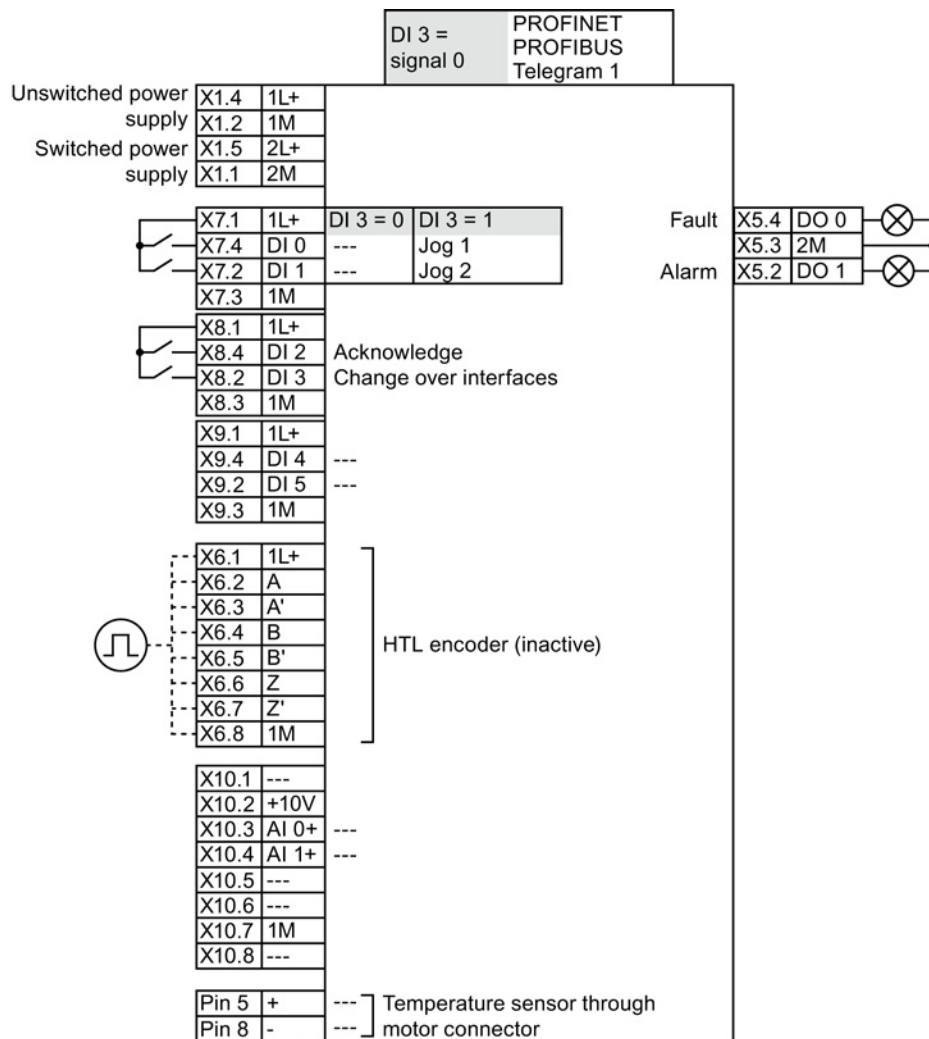 DI 3 =
signal 0
PROFINET
PROFIBUS
Telegram 1
Unswitched power
supply
X1.4 1L+
X1.2 1M
Switched power
supply
X1.5 2L+
X1.1 2M
X7.1 1L+ DI 3 = 0 DI 3 = 1
X7.4 DI 0 --- Jog 1
X7.2 DI 1 --- Jog 2
X7.3 1M
Fault X5.4 DO 0
X5.3 2M
Alarm X5.2 DO 1
X8.1 1L+
X8.4 DI 2 Acknowledge
X8.2 DI 3 Change over interfaces
X8.3 1M
X9.1 1L+
X9.4 DI 4 ---
X9.2 DI 5 ---
X9.3 1M
X6.1 1L+
X6.2 A
X6.3 A'
X6.4 B
X6.5 B'
X6.6 Z
X6.7 Z'
X6.8 1M
HTL encoder (inactive)
X10.1 ---
X10.2 +10V
X10.3 AI 0+ ---
X10.4 AI 1+ ---
X10.5 ---
X10.6 ---
X10.7 1M
X10.8 ---
Pin 5 + --- Temperature sensor through
Pin 8 - --- motor connector